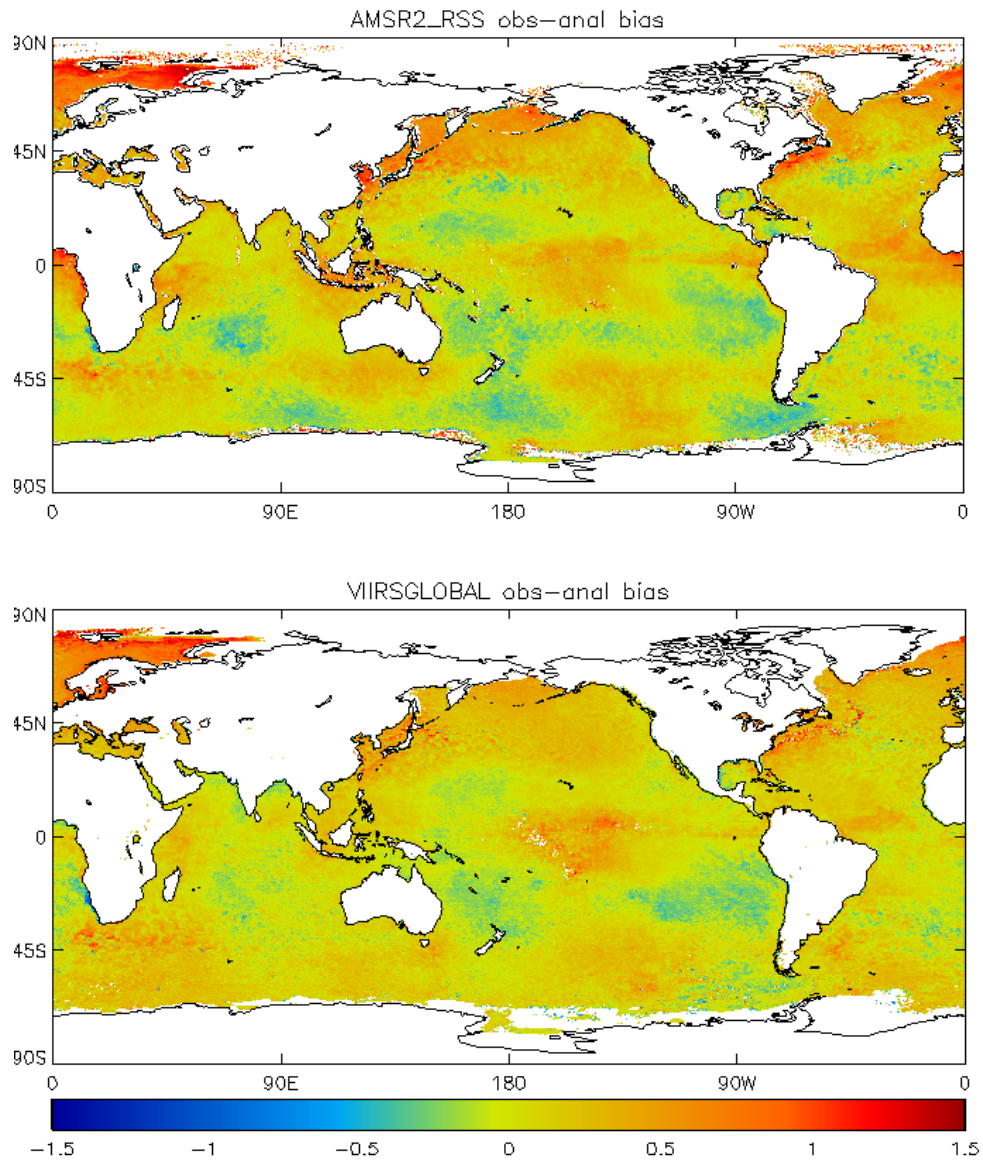 AMSR2_RSS obs-anal bias
90N
45N
0
45S
90S
0 90E 180 90W 0
VIIRSGLOBAL obs-anal bias
90N
45N
0
45S
90S
0 90E 180 90W 0
-1.5 -1 -0.5 0 0.5 1 1.5